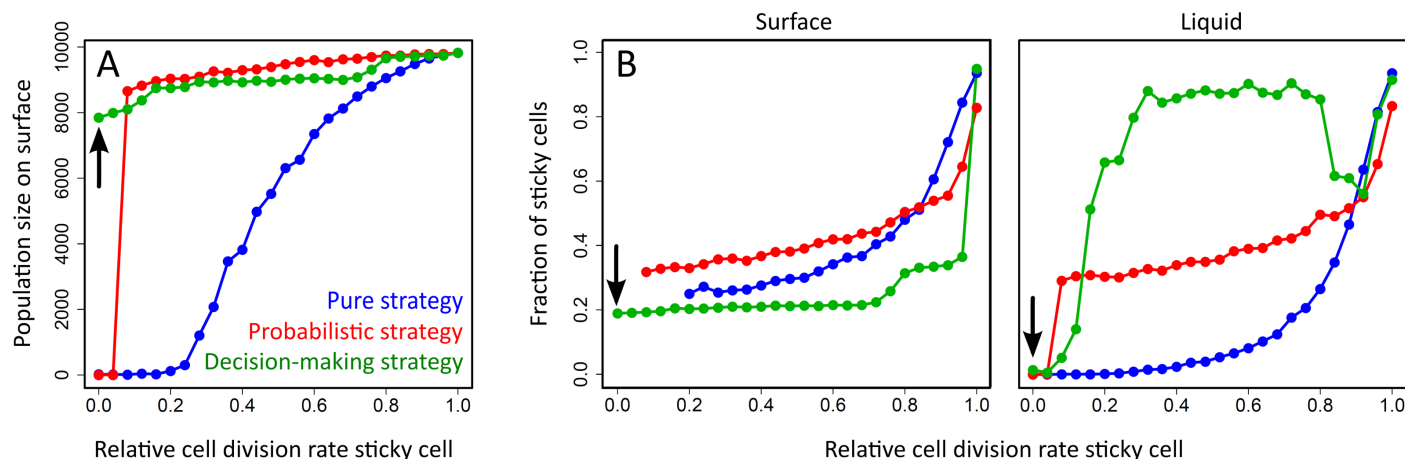 A
Population size on surface
10000
8000
6000
4000
2000
0
Pure strategy
Probabilistic strategy
Decision-making strategy
0.0 0.2 0.4 0.6 0.8 1.0
Relative cell division rate sticky cell
Surface
Liquid
B
Fraction of sticky cells
1.0
0.8
0.6
0.4
0.2
0.0
0.0 0.2 0.4 0.6 0.8 1.0
0.0 0.2 0.4 0.6 0.8 1.0
Relative cell division rate sticky cell